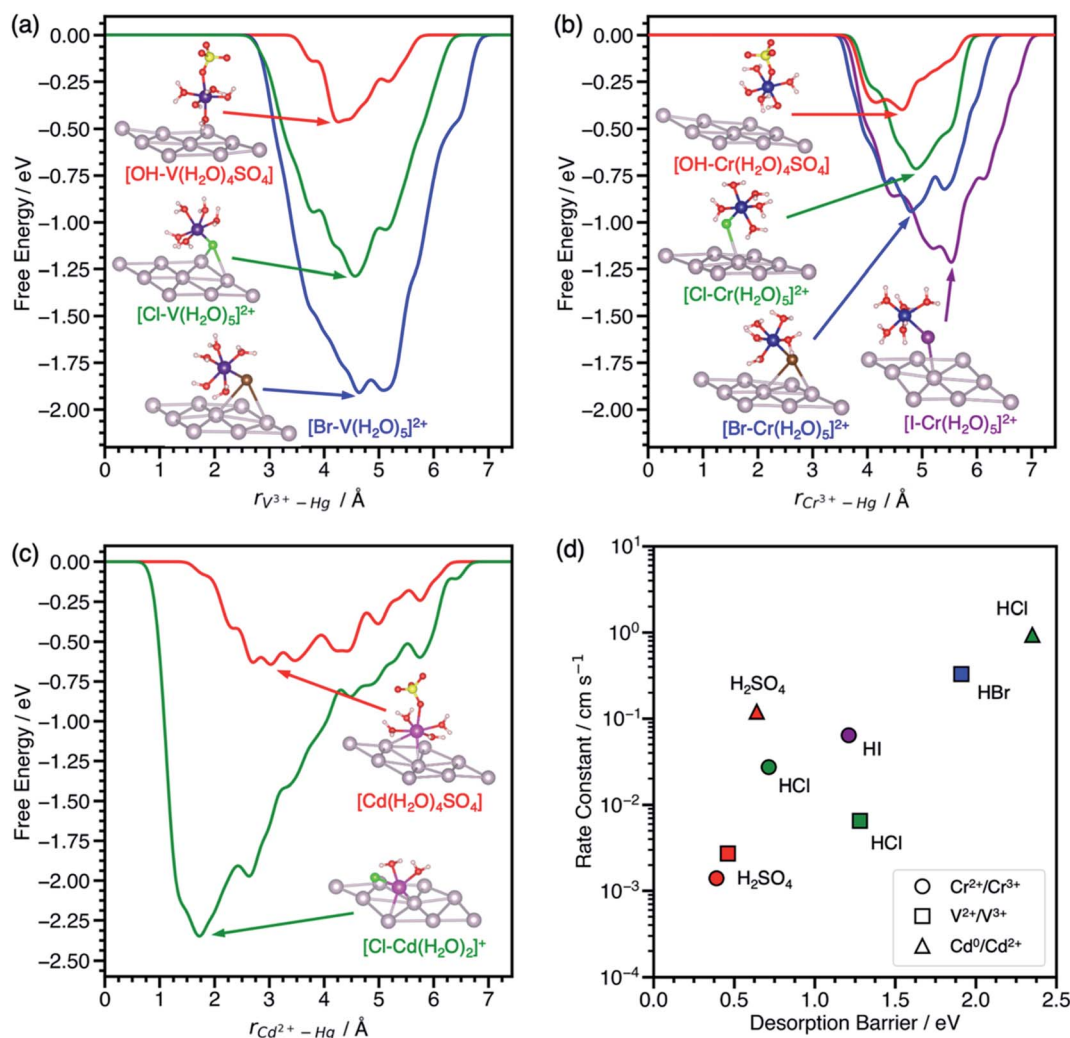 (a)
0.00
−0.25
−0.50
−0.75
−1.00
−1.25
−1.50
−1.75
−2.00
Free Energy / eV
[OH-V(H₂O)₄SO₄]
[Cl-V(H₂O)₅]²⁺
[Br-V(H₂O)₅]²⁺
0 1 2 3 4 5 6 7
r_V³⁺ − Hg / Å
(b)
0.00
−0.25
−0.50
−0.75
−1.00
−1.25
−1.50
−1.75
−2.00
Free Energy / eV
[OH-Cr(H₂O)₄SO₄]
[Cl-Cr(H₂O)₅]²⁺
[Br-Cr(H₂O)₅]²⁺
[I-Cr(H₂O)₅]²⁺
0 1 2 3 4 5 6 7
r_Cr³⁺ − Hg / Å
(c)
0.00
−0.25
−0.50
−0.75
−1.00
−1.25
−1.50
−1.75
−2.00
−2.25
−2.50
Free Energy / eV
[Cd(H₂O)₄SO₄]
[Cl-Cd(H₂O)₂]⁺
0 1 2 3 4 5 6 7
r_Cd²⁺ − Hg / Å
(d)
10¹
10⁰
10⁻¹
10⁻²
10⁻³
10⁻⁴
Rate Constant / cm s⁻¹
HCl
H₂SO₄
HBr
HI
HCl
HCl
H₂SO₄
Cr²⁺/Cr³⁺
V²⁺/V³⁺
Cd⁰/Cd²⁺
0.0 0.5 1.0 1.5 2.0 2.5
Desorption Barrier / eV